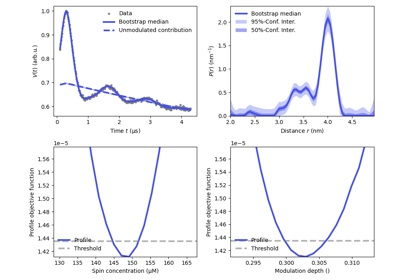 Data
Bootstrap median
Unmodulated contribution
V(t) (arb.u.)
1.0
0.9
0.8
0.7
0.6
0
1
2
3
4
Time t (μs)
Bootstrap median
95%-Conf. Inter.
50%-Conf. Inter.
P(r) (nm⁻¹)
2.0
1.5
1.0
0.5
0.0
2.0
2.5
3.0
3.5
4.0
4.5
Distance r (nm)
1e−5
Profile objective function
1.56
1.54
1.52
1.50
1.48
1.46
1.44
1.42
Profile
Threshold
130
135
140
145
150
155
160
165
Spin concentration (μM)
1e−5
Profile objective function
1.56
1.54
1.52
1.50
1.48
1.46
1.44
1.42
Profile
Threshold
0.295
0.300
0.305
0.310
Modulation depth ()